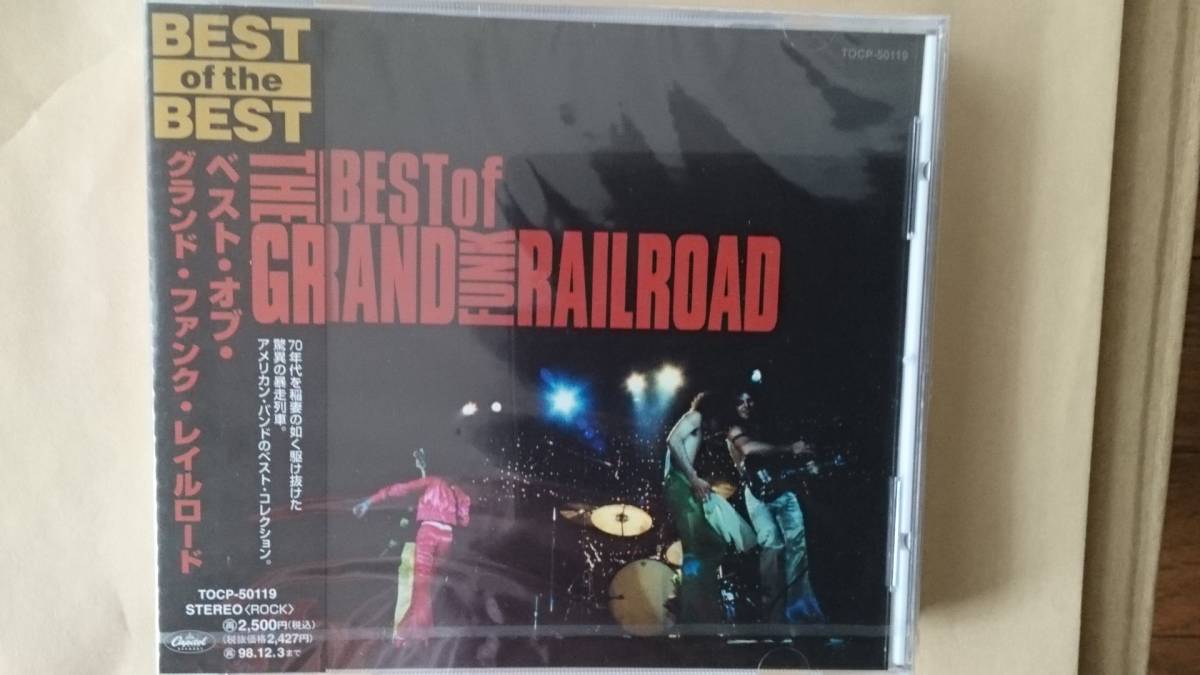 BEST
of the
BEST
ベスト・オブ・
グランド・ファンク・レイルロード
70年代を稲妻の如く駆け抜けた
驚異の暴走列車。
アメリカン・バンドのベスト・コレクション。
TOCP-50119
STEREO〈ROCK〉
再2,500円(税込)
(税抜価格2,427円)
再98.12.3まで
Capitol
RECORDS
TOCP-50119
THE BEST of
GRAND FUNK RAILROAD